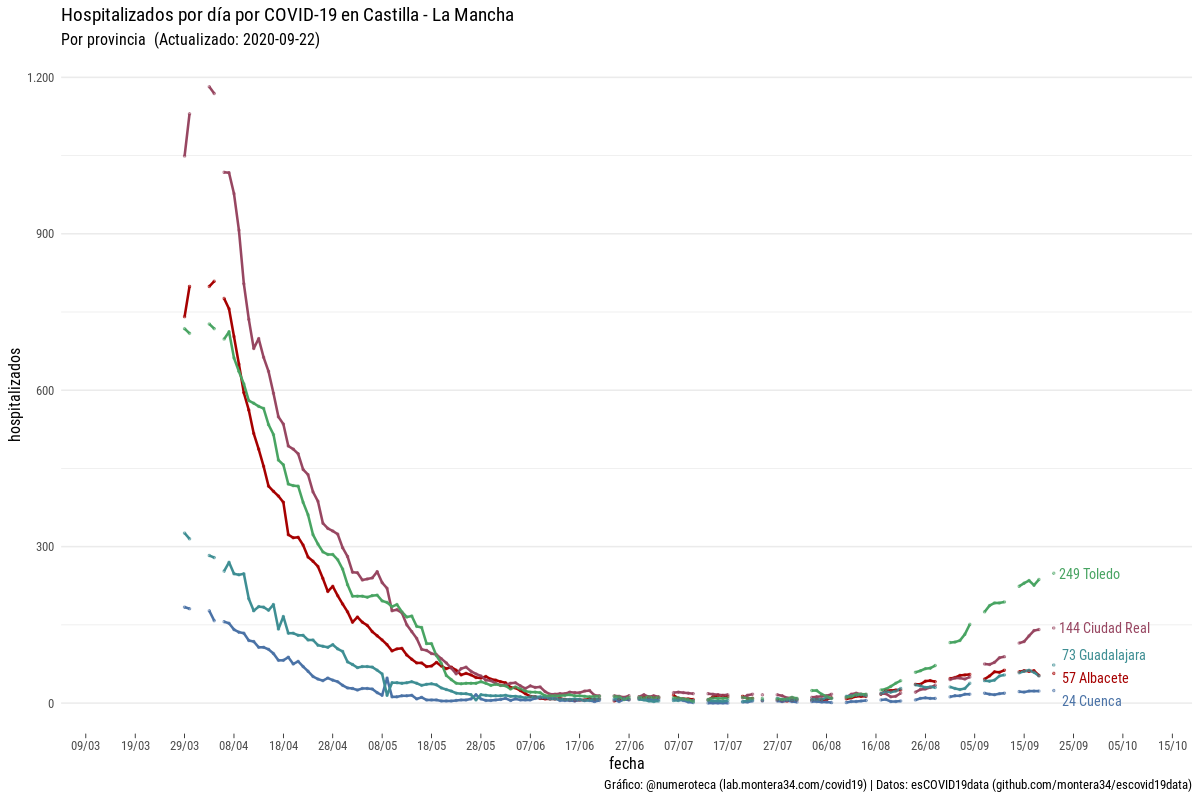 Hospitalizados por día por COVID-19 en Castilla - La Mancha
Por provincia  (Actualizado: 2020-09-22)
hospitalizados
1.200
900
600
300
0
249 Toledo
144 Ciudad Real
73 Guadalajara
57 Albacete
24 Cuenca
09/03 19/03 29/03 08/04 18/04 28/04 08/05 18/05 28/05 07/06 17/06 27/06 07/07 17/07 27/07 06/08 16/08 26/08 05/09 15/09 25/09 05/10 15/10
fecha
Gráfico: @numeroteca (lab.montera34.com/covid19) | Datos: esCOVID19data (github.com/montera34/escovid19data)